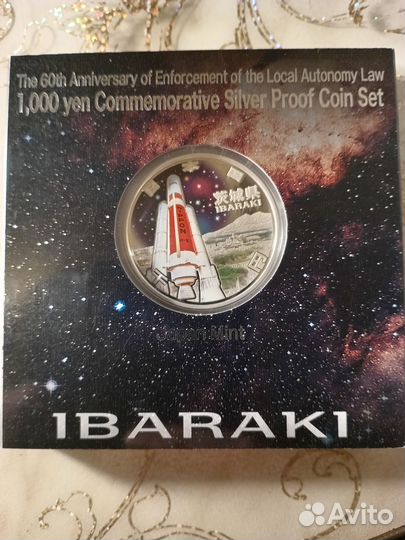 The 60th Anniversary of Enforcement of the Local Autonomy Law
1,000 yen Commemorative Silver Proof Coin Set
茨城県
IBARAKI
NIPPON
Japan Mint
IBARAKI
Avito